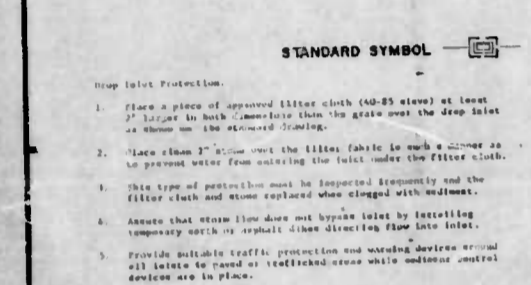 STANDARD SYMBOL
Drop Inlet Protection.
1. Place a piece of approved filter cloth (40-85 sieve) at least
2" larger in both dimensions than the grate over the drop inlet
as shown on the standard drawing.
2. Place clean 2" stone over the filter fabric in such a manner as
to prevent water from entering the inlet under the filter cloth.
3. This type of protection must be inspected frequently and the
filter cloth and stone replaced when clogged with sediment.
4. Assure that storm flow does not bypass inlet by installing
temporary earth or asphalt dikes directing flow into inlet.
5. Provide suitable traffic protection and warning devices around
all inlets in paved or trafficked areas while sediment control
devices are in place.